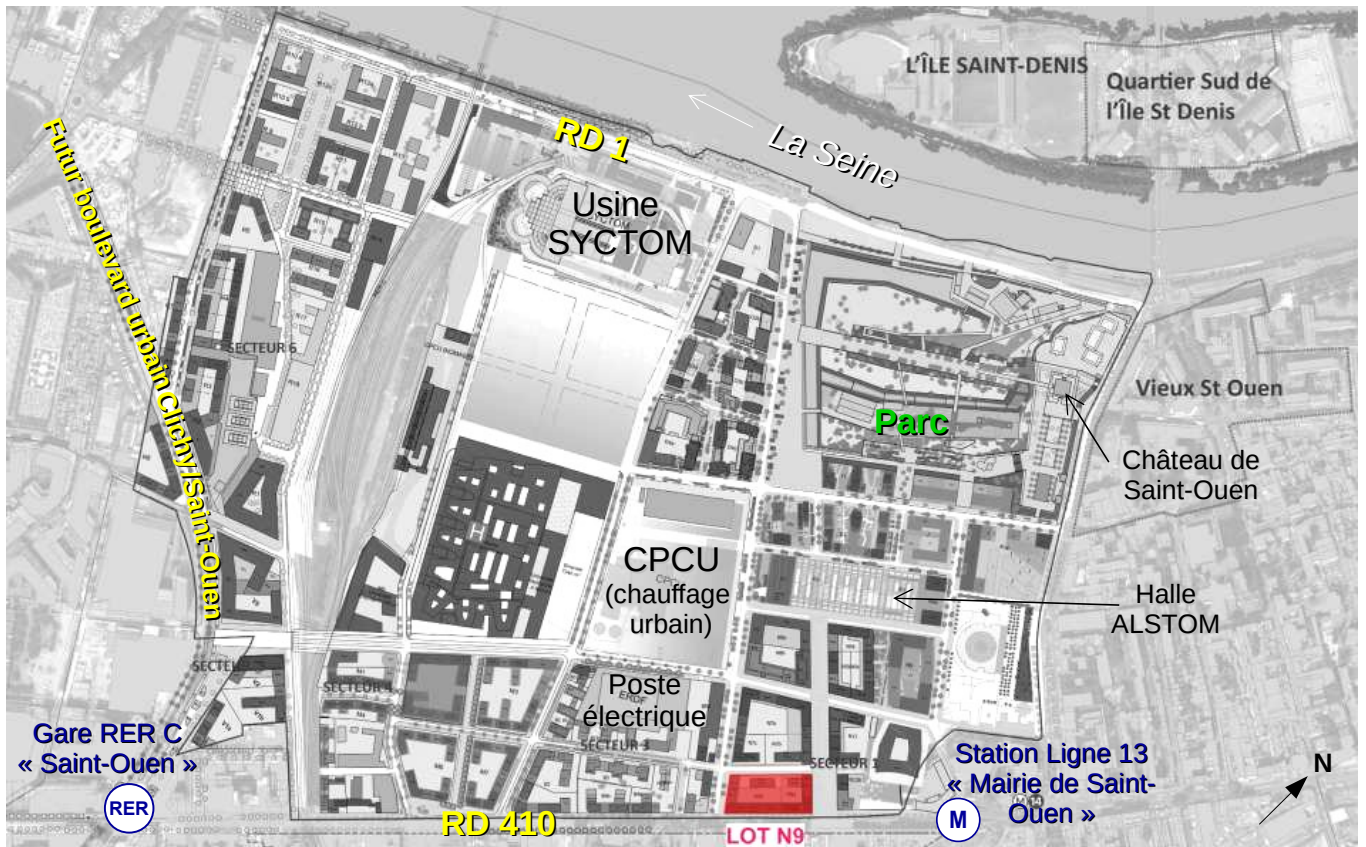 L'ÎLE SAINT-DENIS
Quartier Sud de
l'Île St Denis
RD 1
La Seine
Futur boulevard urbain Clichy/Saint-Ouen
Usine
SYCTOM
SYCTOM
SECTEUR 6
Vieux St Ouen
Parc
Château de
Saint-Ouen
CPCU
(chauffage
urbain)
Halle
ALSTOM
SECTEUR 4
Poste
électrique
ERDF
SECTEUR 3
SECTEUR 1
Gare RER C
« Saint-Ouen »
RER
Station Ligne 13
« Mairie de Saint-
Ouen »
M
N
RD 410
LOT N9